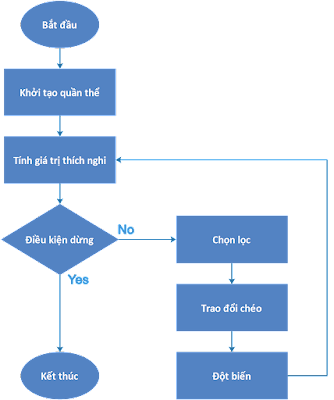 Bắt đầu
Khởi tạo quần thể
Tính giá trị thích nghi
Điều kiện dừng
No
Chọn lọc
Yes
Trao đổi chéo
Kết thúc
Đột biến